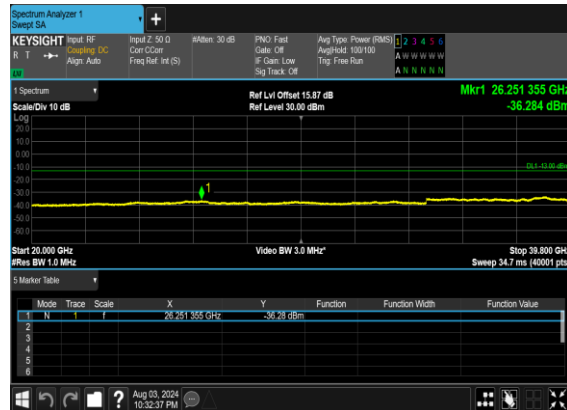 Spectrum Analyzer 1
Swept SA
KEYSIGHT Input: RF Input Z: 50 Ω #Atten: 30 dB PNO: Fast Avg Type: Power (RMS) 1 2 3 4 5 6
R T Coupling: DC Corr CCorr Gate: Off Avg|Hold: 100/100 A W W W W W
Align: Auto Freq Ref: Int (S) IF Gain: Low Trig: Free Run
LV Sig Track: Off A N N N N N
1 Spectrum Ref Lvl Offset 15.87 dB Mkr1 26.251 355 GHz
Scale/Div 10 dB Ref Level 30.00 dBm -36.284 dBm
Log
20.0
10.0
0.00
-10.0 DL1 -13.00 dBm
-20.0
-30.0 1
-40.0
-50.0
-60.0
Start 20.000 GHz Video BW 3.0 MHz* Stop 39.800 GHz
#Res BW 1.0 MHz Sweep 34.7 ms (40001 pts)
5 Marker Table
Mode Trace Scale X Y Function Function Width Function Value
1 N 1 f 26.251 355 GHz -36.28 dBm
2
3
4
5
6
Aug 03, 2024
10:32:37 PM